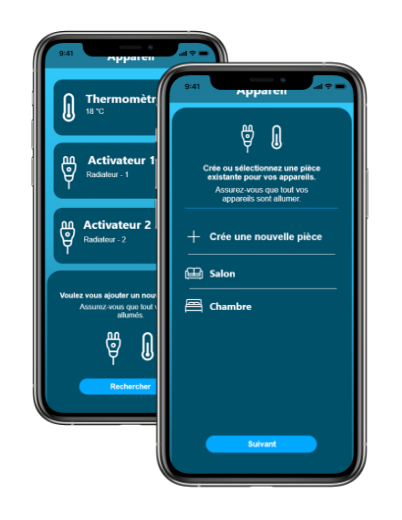 9:41
Appareil
Thermomètr
18 °C
Activateur 1
Radiateur - 1
Activateur 2
Radiateur - 2
Voulez vous ajouter un nou
Assurez-vous que tout
allumés.
Rechercher
9:41
Appareil
Crée ou sélectionnez une pièce
existante pour vos appareils.
Assurez-vous que tout vos
appareils sont allumer.
Crée une nouvelle pièce
Salon
Chambre
Suivant